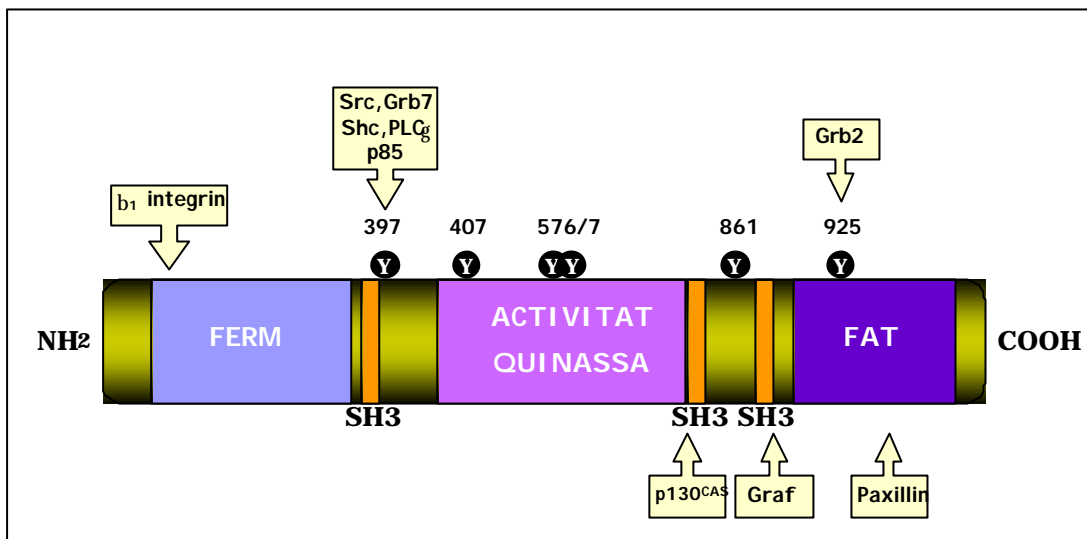 Src,Grb7
Shc,PLCg
p85
Grb2
b1 integrin
397 407 576/7 861 925
Y Y Y Y Y Y
NH2 FERM ACTIVITAT QUINASSA FAT COOH
SH3 SH3 SH3
p130CAS Graf Paxillin